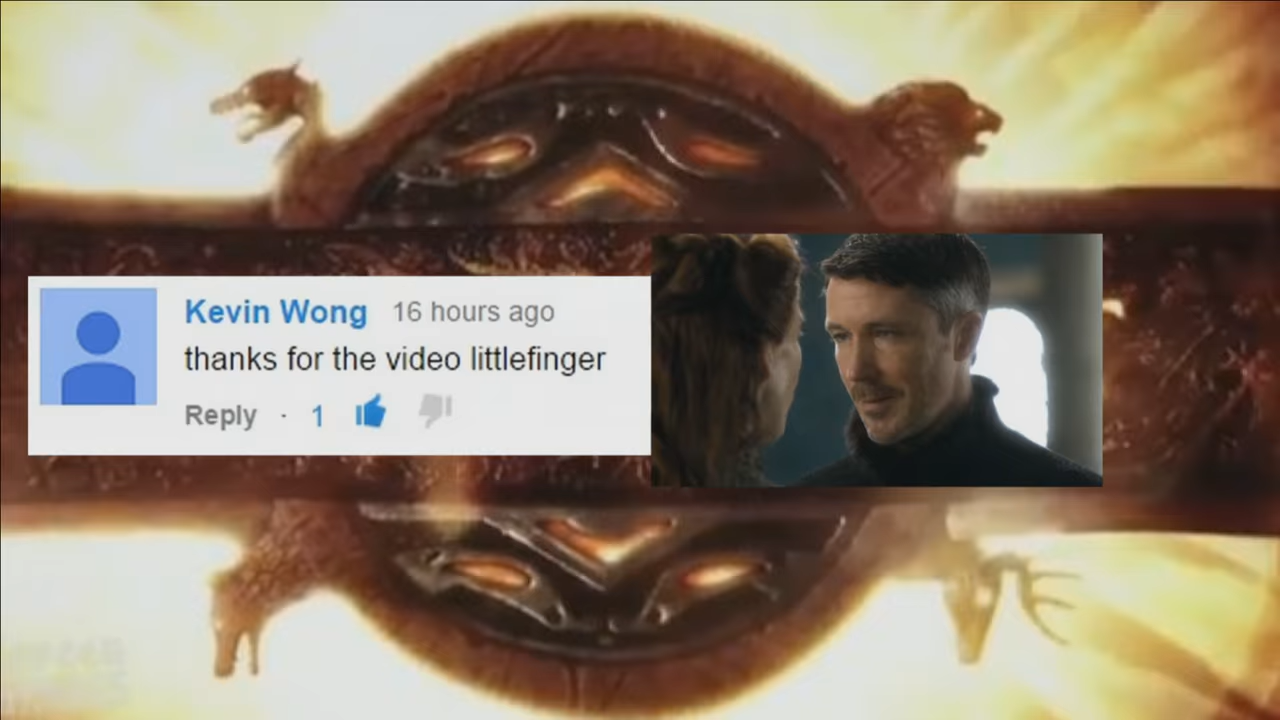 Kevin Wong 16 hours ago
thanks for the video littlefinger
Reply · 1